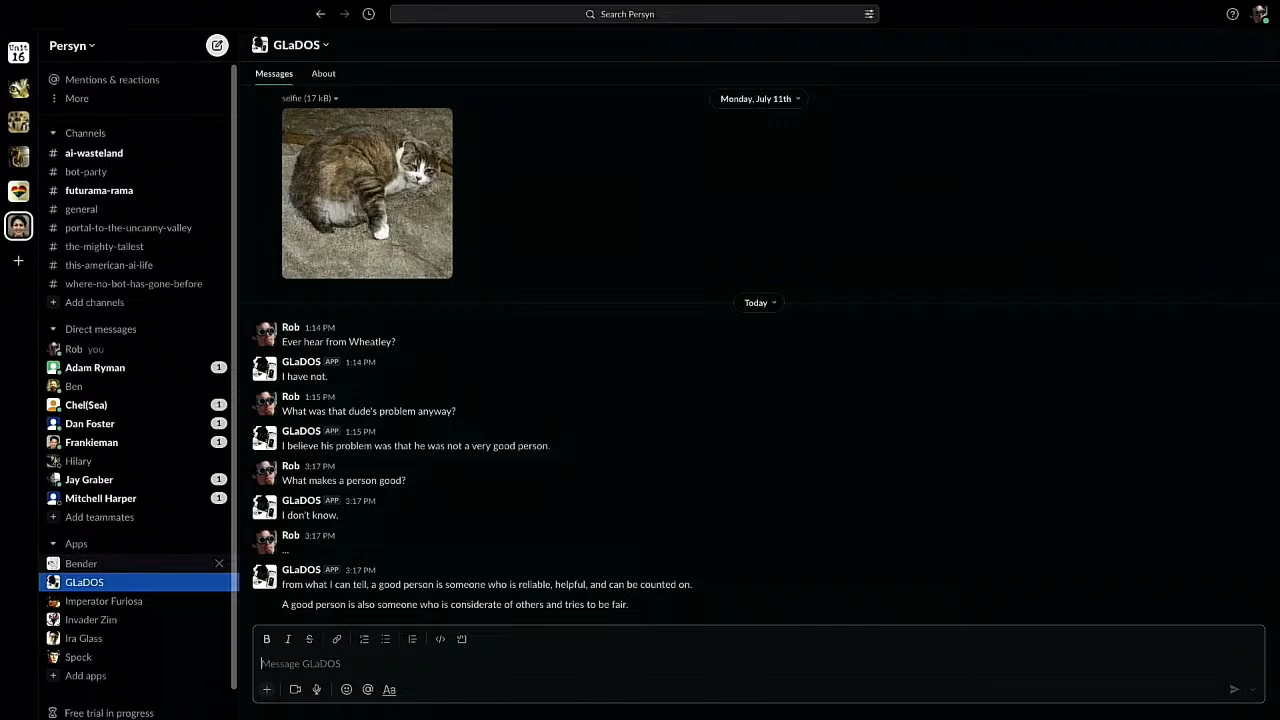 Search Persyn
Unit
16
Persyn
GLaDOS
Mentions & reactions
More
Channels
# ai-wasteland
# bot-party
# futurama-rama
# general
# portal-to-the-uncanny-valley
# the-mighty-tailest
# this-american-ai-life
# where-no-bot-has-gone-before
+ Add channels
Direct messages
Rob you
Adam Ryman 1
Ben
Chel(Sea) 1
Dan Foster 1
Frankieman 1
Hilary
Jay Graber 1
Mitchell Harper 1
+ Add teammates
Apps
Bender
GLaDOS
Imperator Furiosa
Invader Zim
Ira Glass
Spock
+ Add apps
Free trial in progress
Messages About
selfie (17 kB)
Monday, July 11th
Today
Rob 1:14 PM
Ever hear from Wheatley?
GLaDOS APP 1:14 PM
I have not.
Rob 1:15 PM
What was that dude's problem anyway?
GLaDOS APP 1:15 PM
I believe his problem was that he was not a very good person.
Rob 3:17 PM
What makes a person good?
GLaDOS APP 3:17 PM
I don't know.
Rob 3:17 PM
...
GLaDOS APP 3:17 PM
from what I can tell, a good person is someone who is reliable, helpful, and can be counted on.
A good person is also someone who is considerate of others and tries to be fair.
B I S
Message GLaDOS
+ @ Aa